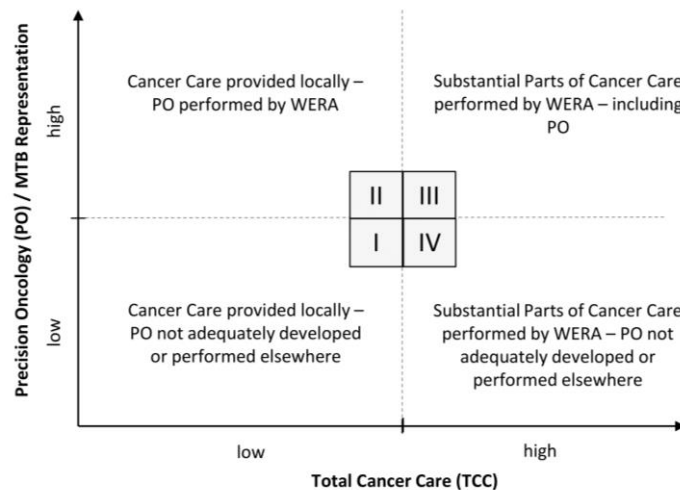 Precision Oncology (PO) / MTB Representation
high
low
Cancer Care provided locally –
PO performed by WERA
Substantial Parts of Cancer Care
performed by WERA – including
PO
II
III
I
IV
Cancer Care provided locally –
PO not adequately developed
or performed elsewhere
Substantial Parts of Cancer Care
performed by WERA – PO not
adequately developed or
performed elsewhere
low
high
Total Cancer Care (TCC)